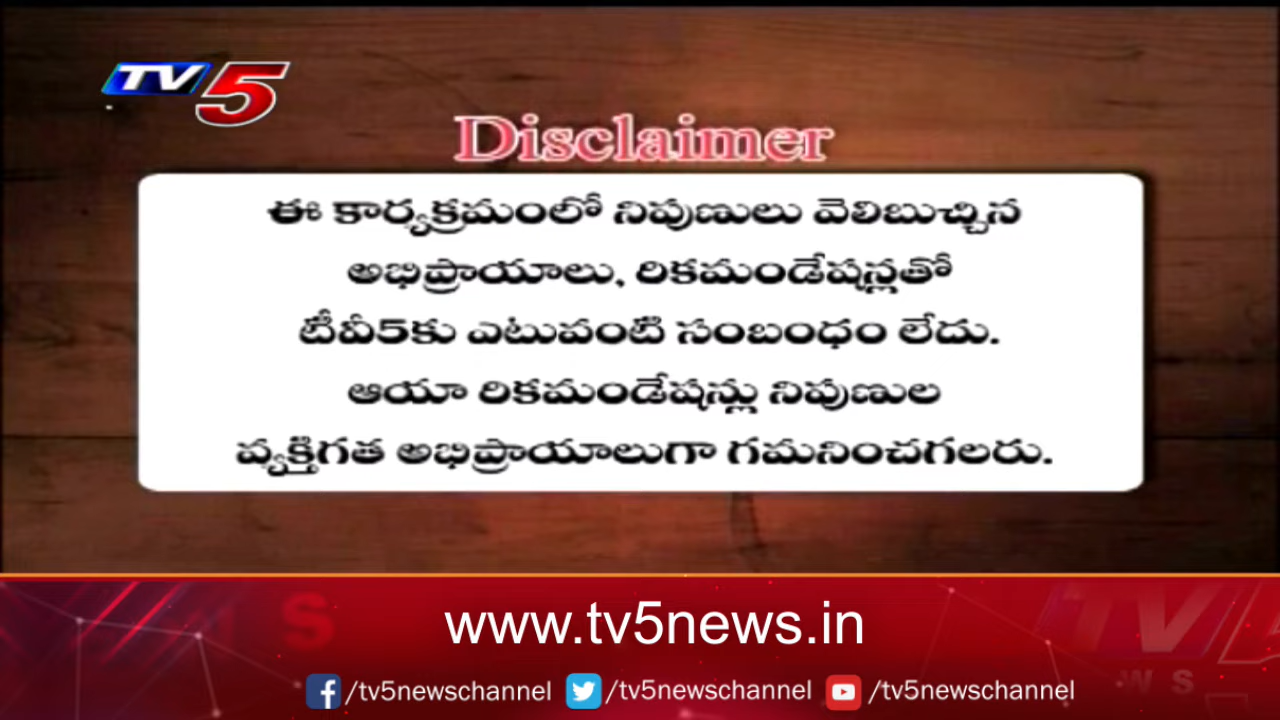 TV5
Disclaimer
ఈ కార్యక్రమంలో నిపుణులు వెలిబుచ్చిన
అభిప్రాయాలు, రికమండేషన్లతో
టీవీ5కు ఎటువంటి సంబంధం లేదు.
ఆయా రికమండేషన్లు నిపుణుల
వ్యక్తిగత అభిప్రాయాలుగా గమనించగలరు.
www.tv5news.in
/tv5newschannel /tv5newschannel /tv5newschannel